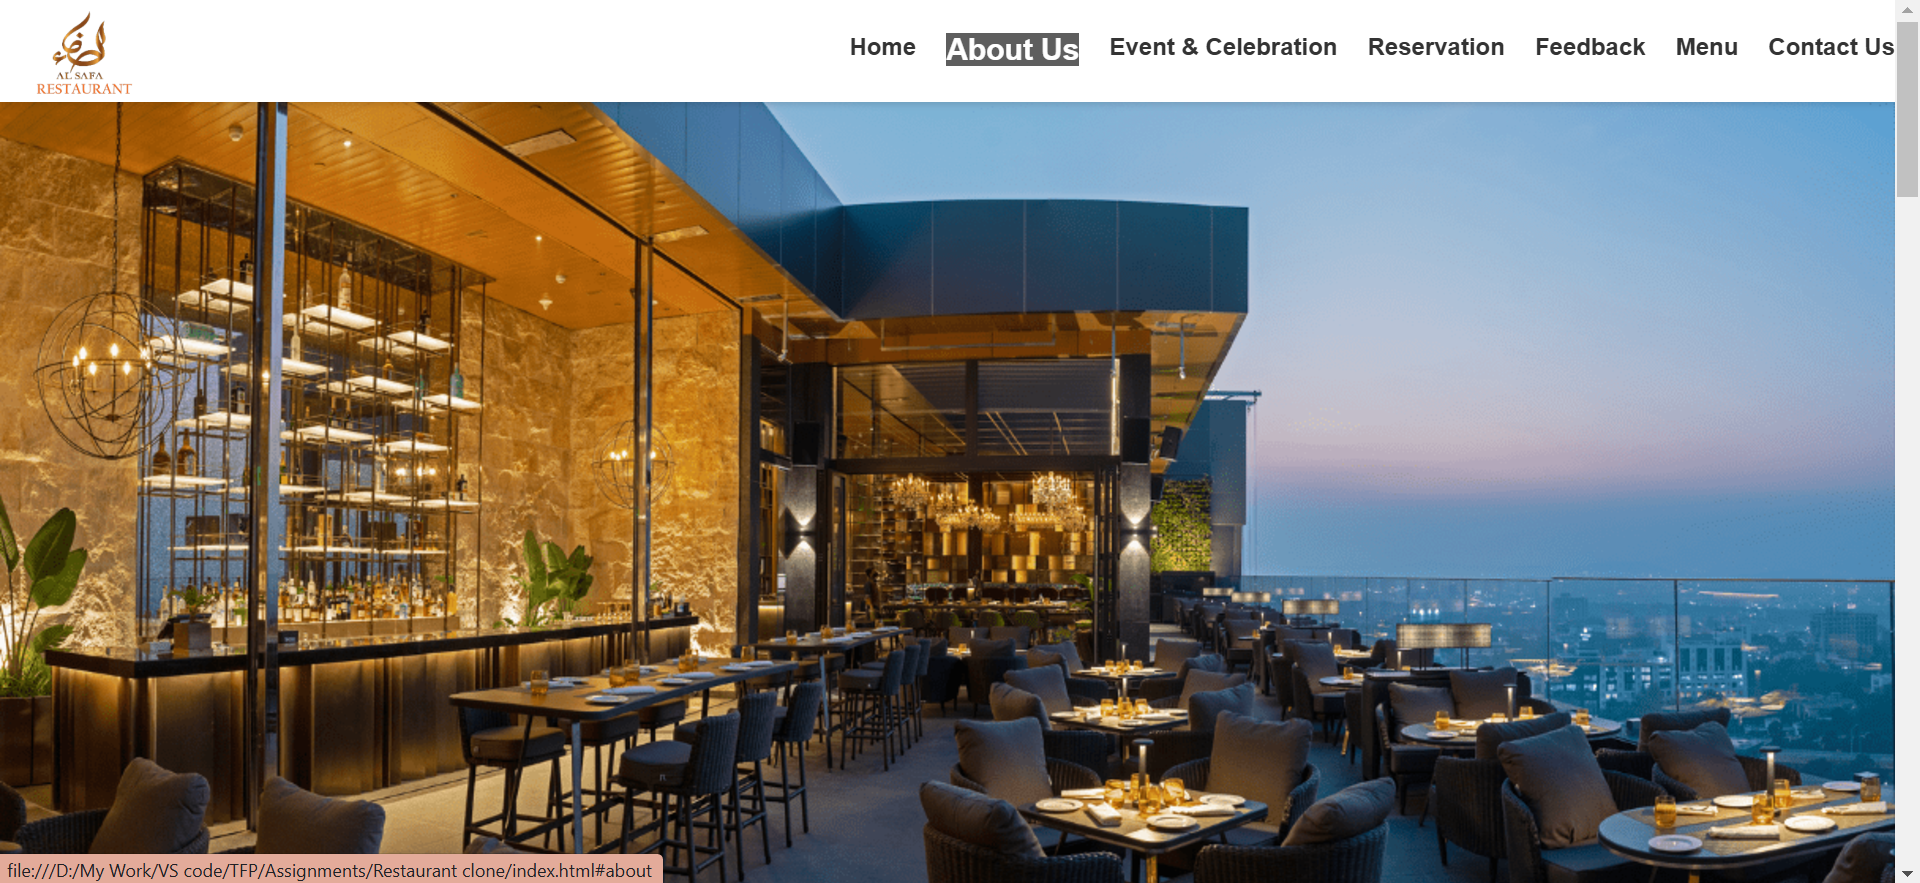 الصفاء
AL SAFA
RESTAURANT
Home
About Us
Event & Celebration
Reservation
Feedback
Menu
Contact Us
file:///D:/My Work/VS code/TFP/Assignments/Restaurant clone/index.html#about